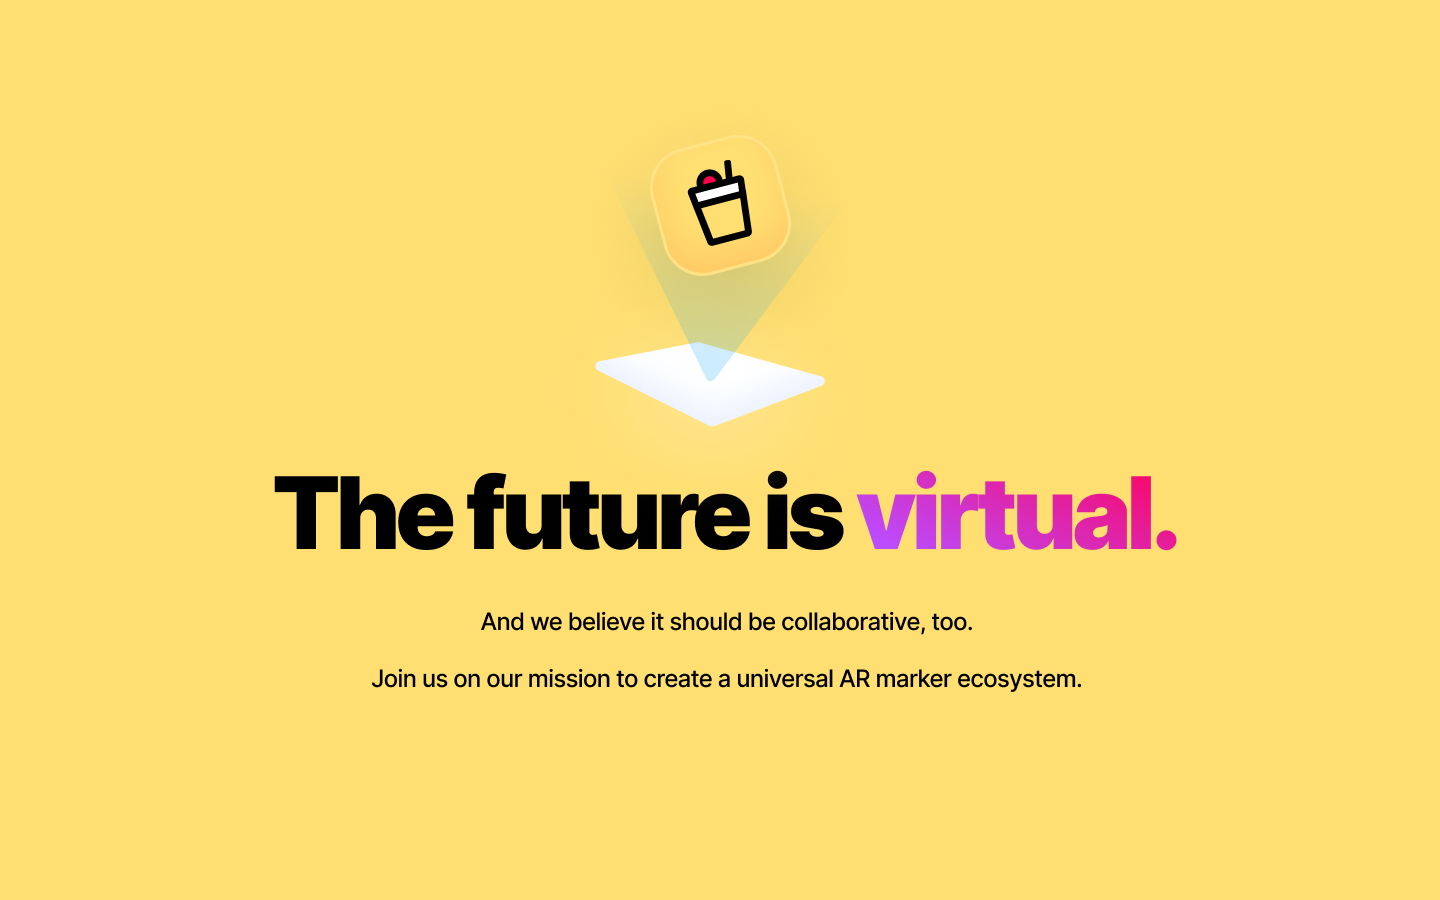 The future is virtual.
And we believe it should be collaborative, too.
Join us on our mission to create a universal AR marker ecosystem.